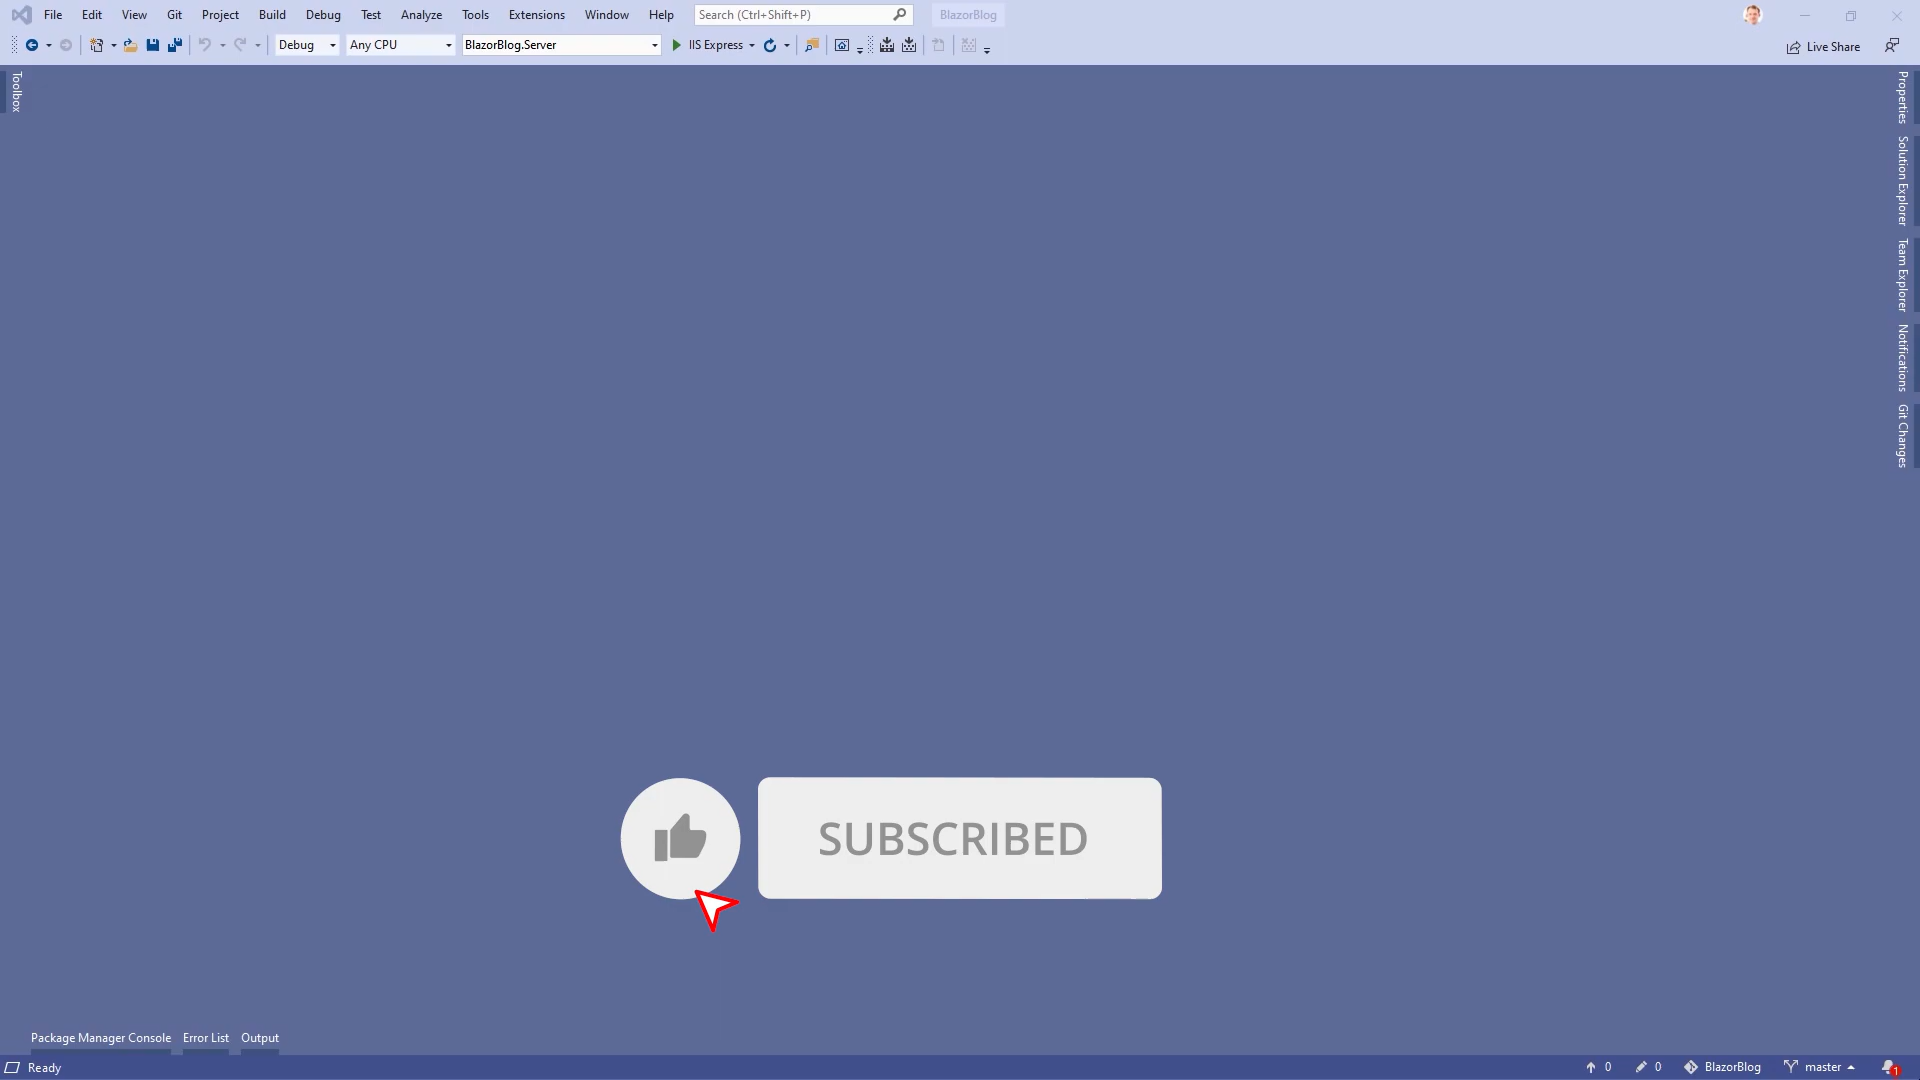 File Edit View Git Project Build Debug Test Analyze Tools Extensions Window Help Search (Ctrl+Shift+P) BlazorBlog
Debug Any CPU BlazorBlog.Server IIS Express Live Share
Toolbox
Properties
Solution Explorer
Team Explorer
Notifications
Git Changes
SUBSCRIBED
Package Manager Console Error List Output
Ready 0 0 BlazorBlog master 1